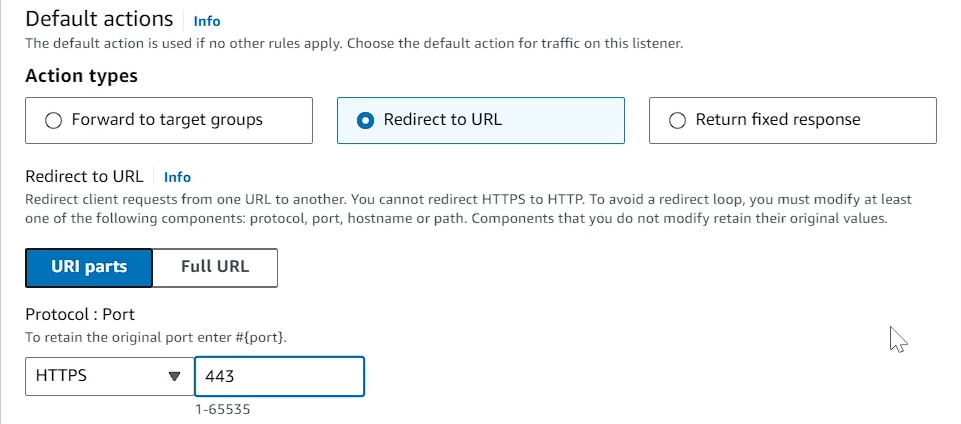 Default actions Info
The default action is used if no other rules apply. Choose the default action for traffic on this listener.
Action types
Forward to target groups Redirect to URL Return fixed response
Redirect to URL Info
Redirect client requests from one URL to another. You cannot redirect HTTPS to HTTP. To avoid a redirect loop, you must modify at least
one of the following components: protocol, port, hostname or path. Components that you do not modify retain their original values.
URI parts Full URL
Protocol : Port
To retain the original port enter #{port}.
HTTPS 443
1-65535